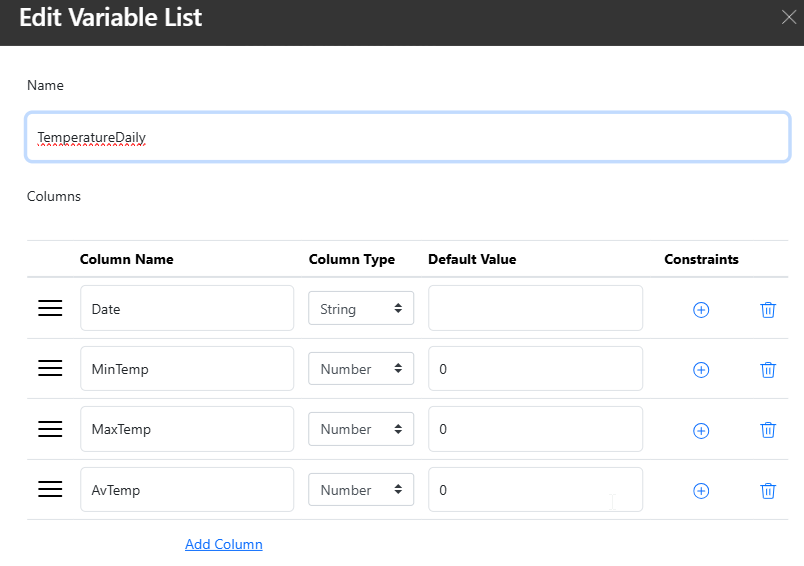 Edit Variable List
Name
TemperatureDaily
Columns
Column Name Column Type Default Value Constraints
Date String
MinTemp Number 0
MaxTemp Number 0
AvTemp Number 0
Add Column